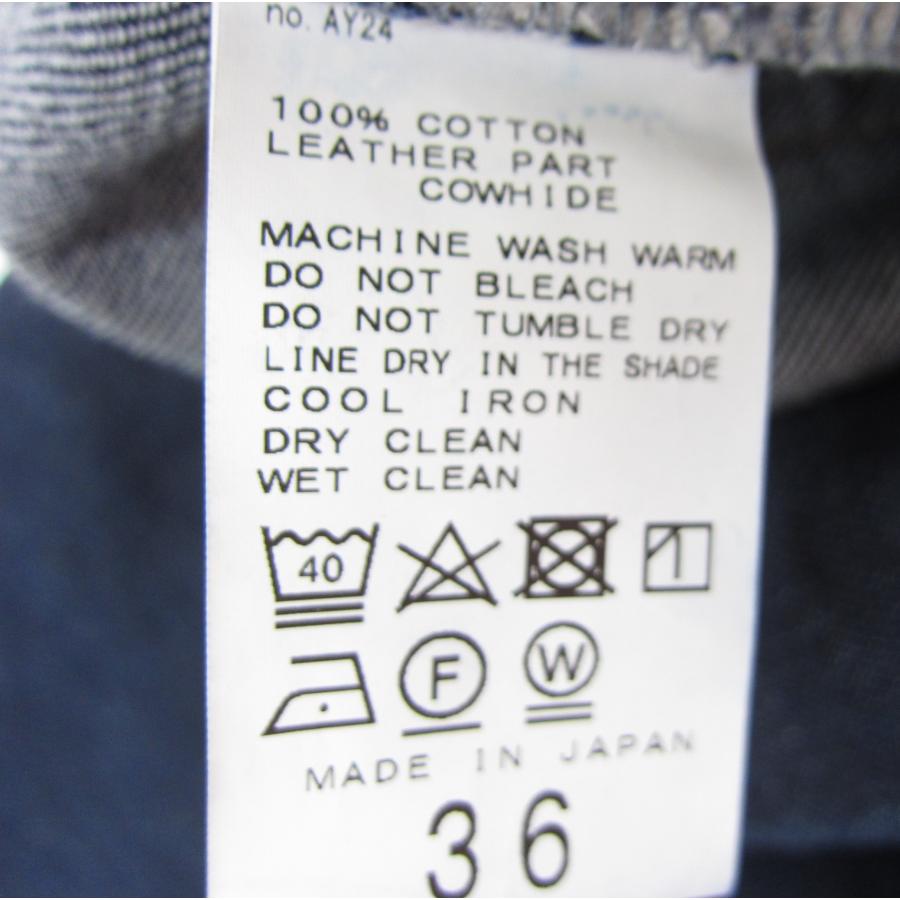 no. AY24
100% COTTON
LEATHER PART
COWHIDE
MACHINE WASH WARM
DO NOT BLEACH
DO NOT TUMBLE DRY
LINE DRY IN THE SHADE
COOL IRON
DRY CLEAN
WET CLEAN
40
F W
MADE IN JAPAN
36